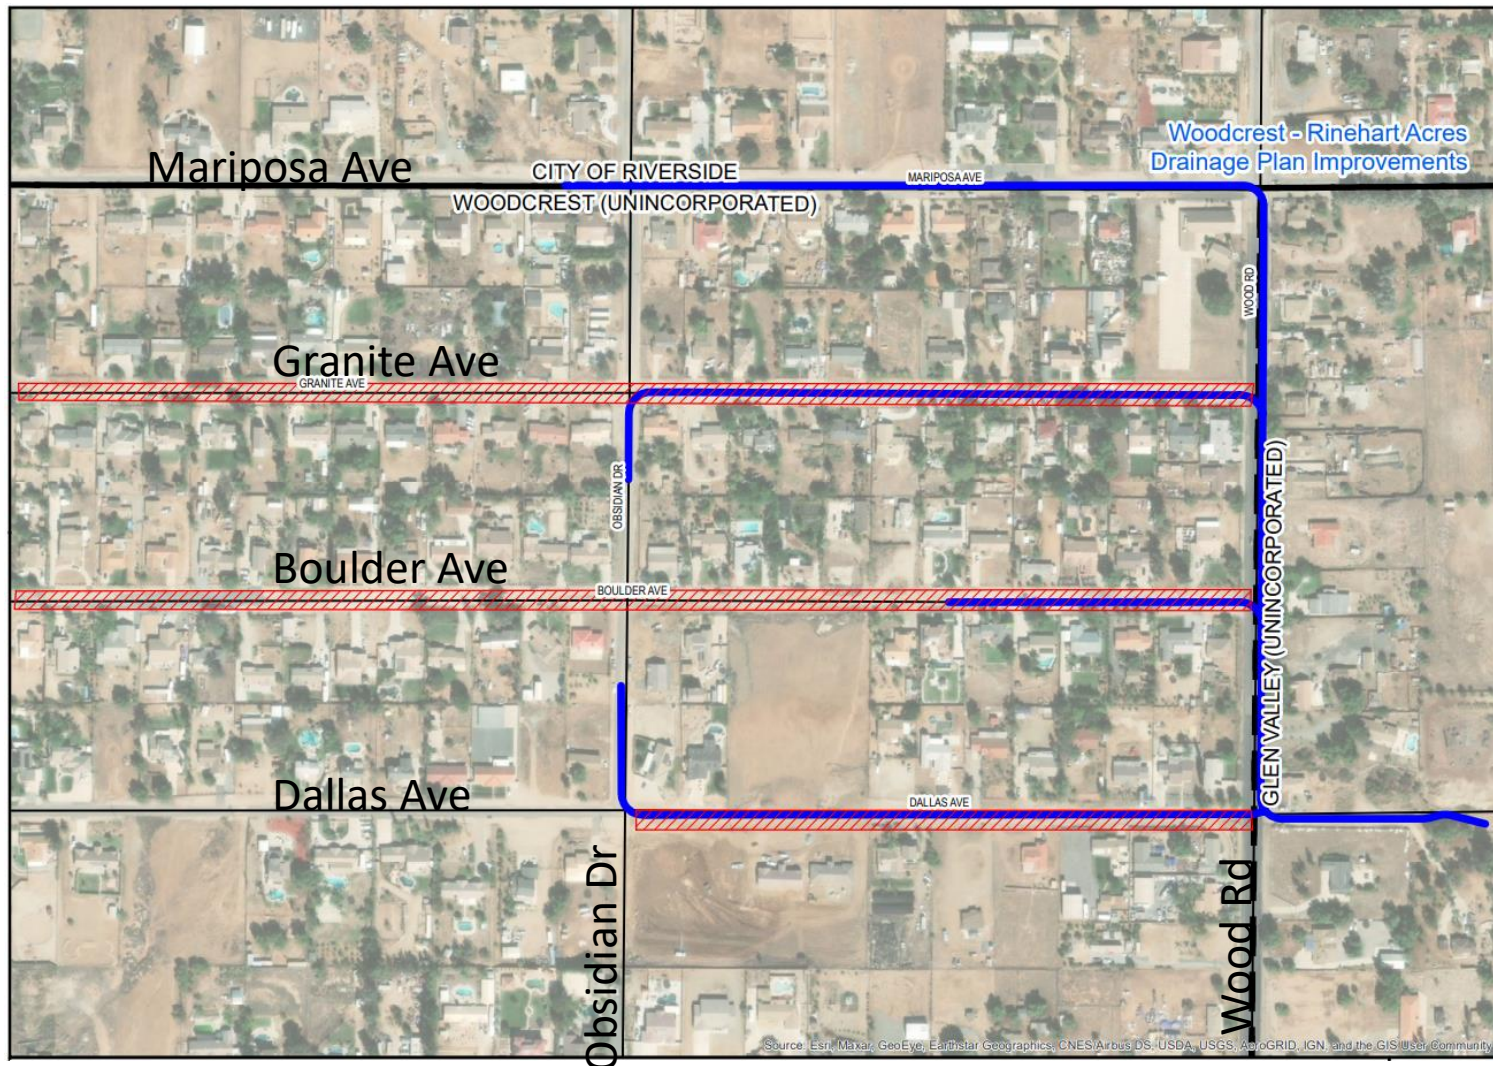 Woodcrest - Rinehart Acres
Drainage Plan Improvements
Mariposa Ave
CITY OF RIVERSIDE
MARIPOSA AVE
WOODCREST (UNINCORPORATED)
WOOD RD
Granite Ave
GRANITE AVE
OBSIDIAN DR
GLEN VALLEY (UNINCORPORATED)
Boulder Ave
BOULDER AVE
Dallas Ave
DALLAS AVE
Obsidian Dr
Wood Rd
Source: Esri, Maxar, GeoEye, Earthstar Geographics, CNES/Airbus DS, USDA, USGS, AeroGRID, IGN, and the GIS User Community